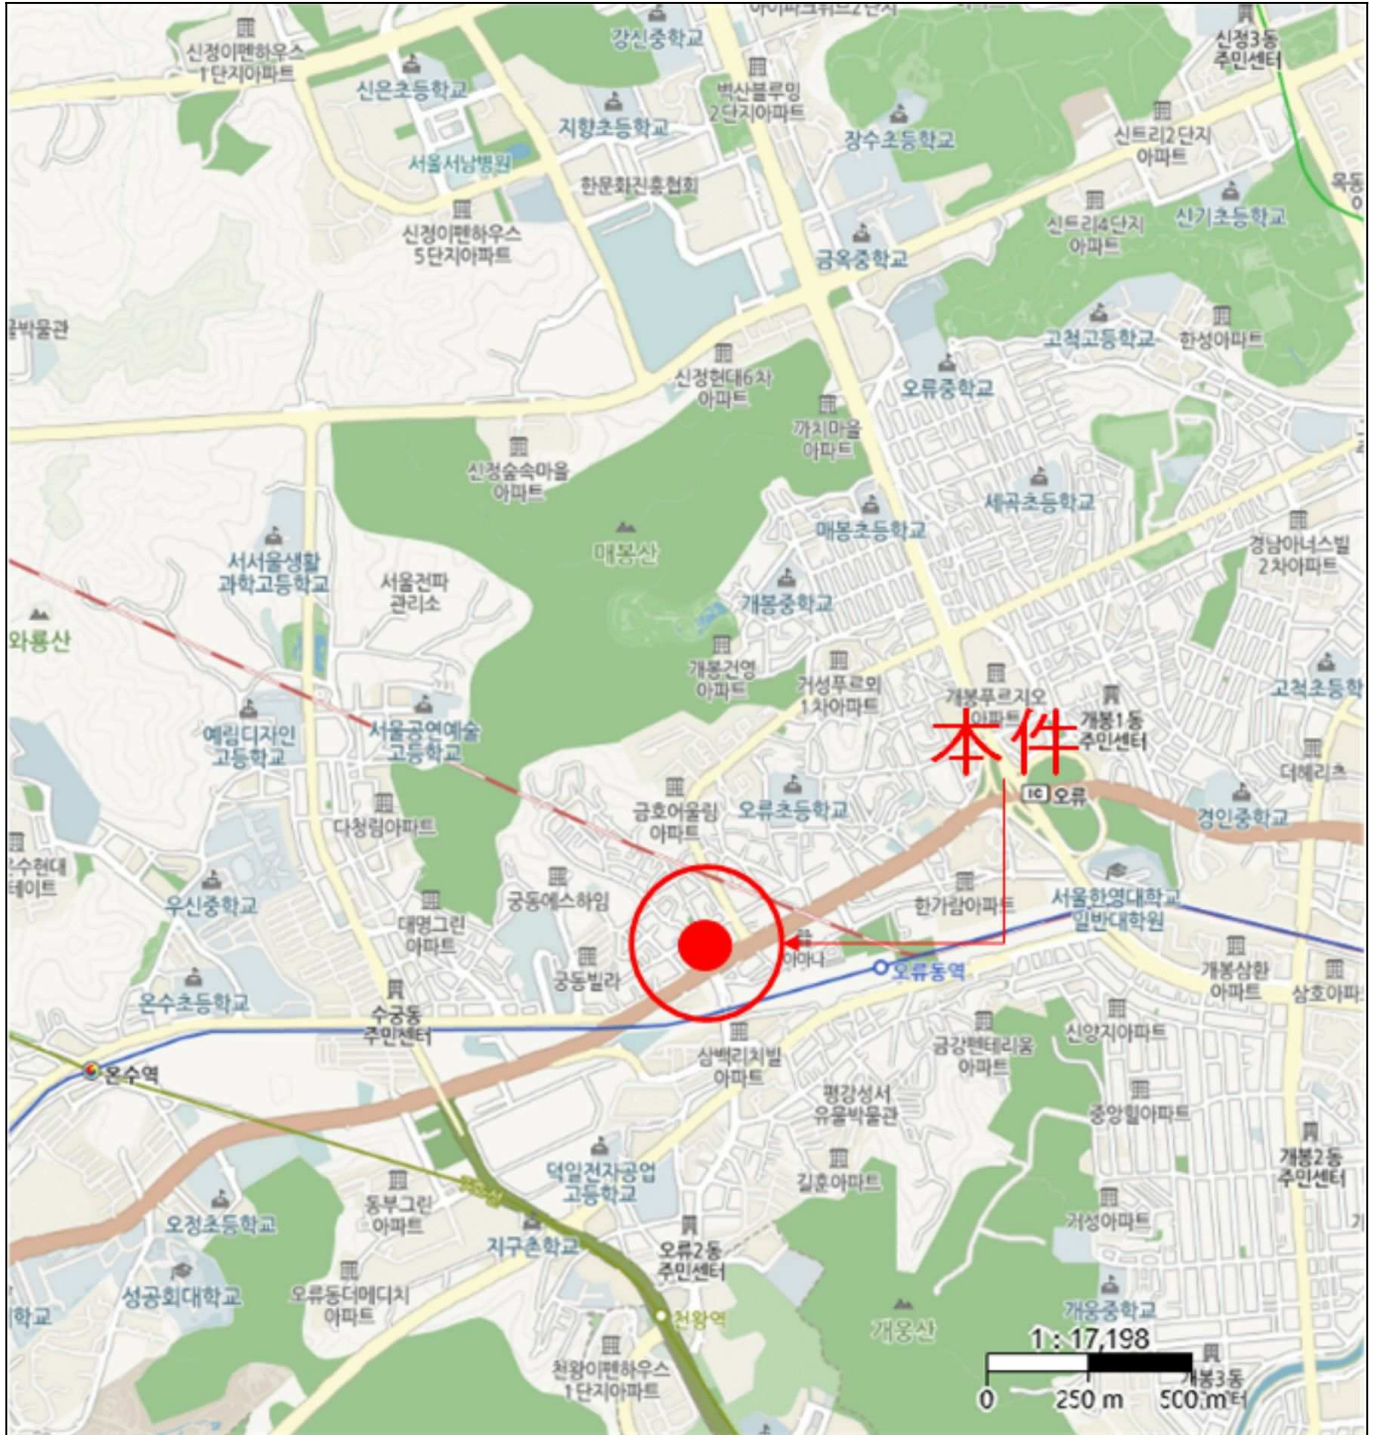 강신중학교
신정3동
주민센터
신정이펜하우스
1단지아파트
신은초등학교
벽산블루밍
2단지아파트
지향초등학교
장수초등학교
신트리2단지
아파트
서울서남병원
한문화진흥협회
목동
신트리4단지
아파트
신기초등학교
신정이펜하우스
5단지아파트
금옥중학교
박물관
고척고등학교
한성아파트
신정현대6차
아파트
오류중학교
까치마을
아파트
신정숲속마을
아파트
세곡초등학교
매봉초등학교
매봉산
경남아너스빌
2차아파트
서서울생활
과학고등학교
서울전파
관리소
개봉중학교
와룡산
개봉건영
아파트
거성푸르뫼
1차아파트
개봉푸르지오
아파트
고척초등학
개봉1동
주민센터
예림디자인
고등학교
서울공연예술
고등학교
本件
더헤리츠
IC 오류
금호어울림
아파트
오류초등학교
경인중학교
다청림아파트
수현대
우신중학교
궁동에스하임
한가람아파트
서울한영대학교
일반대학원
대명그린
아파트
궁동빌라
오류동역
개봉삼환
아파트
삼호아파
온수초등학교
수궁동
주민센터
신양지아파트
금강펜테리움
아파트
삼백리치빌
아파트
온수역
평강성서
유물박물관
중앙힐아파트
개봉2동
주민센터
덕일전자공업
고등학교
길훈아파트
동부그린
아파트
거성아파트
오정초등학교
지구촌학교
오류2동
주민센터
성공회대학교
오류동더메디치
아파트
학교
천왕역
개웅산
개웅중학교
1 : 17,198
천왕이펜하우스
1단지아파트
개봉3동
0 250 m 500 m